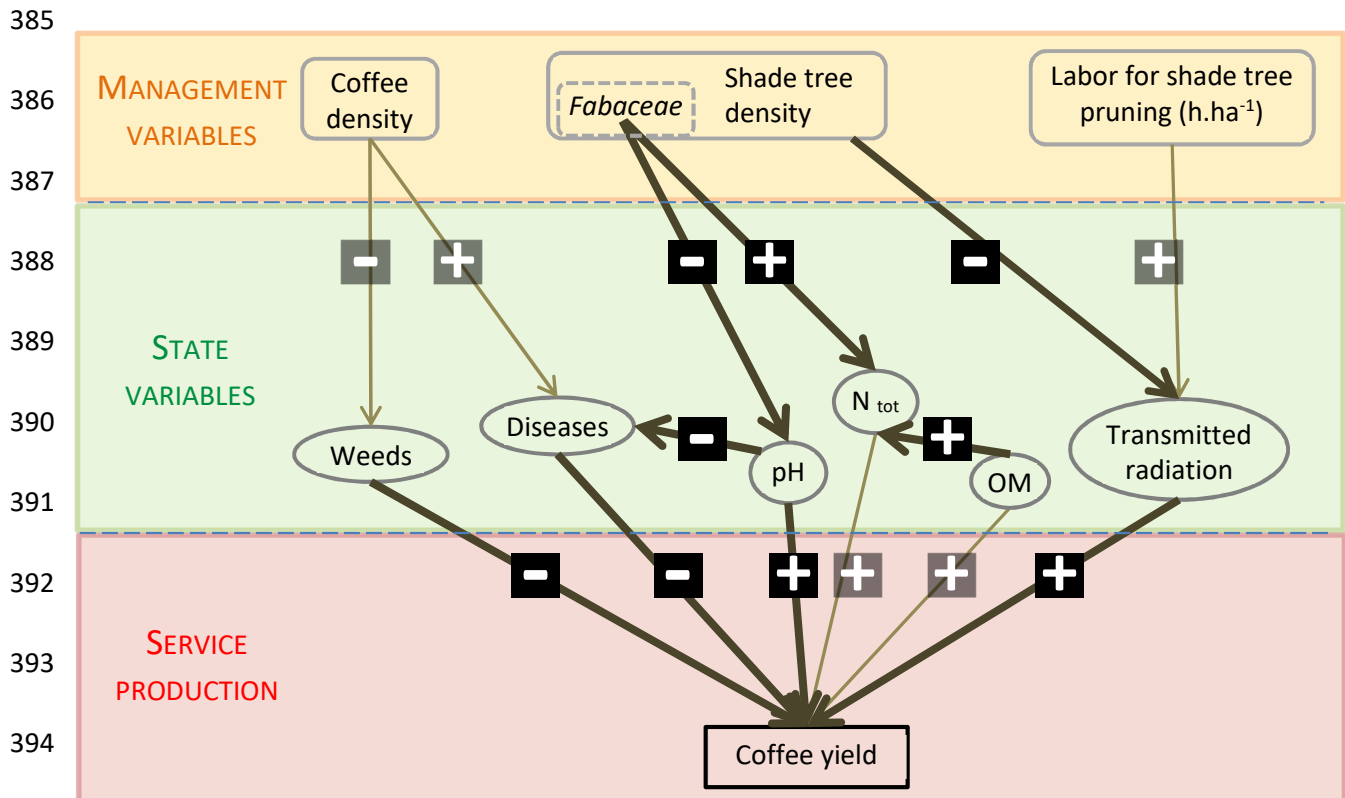 385
MANAGEMENT
VARIABLES
Coffee
density
Fabaceae
Shade tree
density
Labor for shade tree
pruning (h.ha⁻¹)
386
387
388
-
+
-
+
-
+
389
STATE
VARIABLES
390
Weeds
Diseases
-
pH
N tot
+
OM
Transmitted
radiation
391
392
-
-
+
+
+
+
SERVICE
PRODUCTION
393
394
Coffee yield